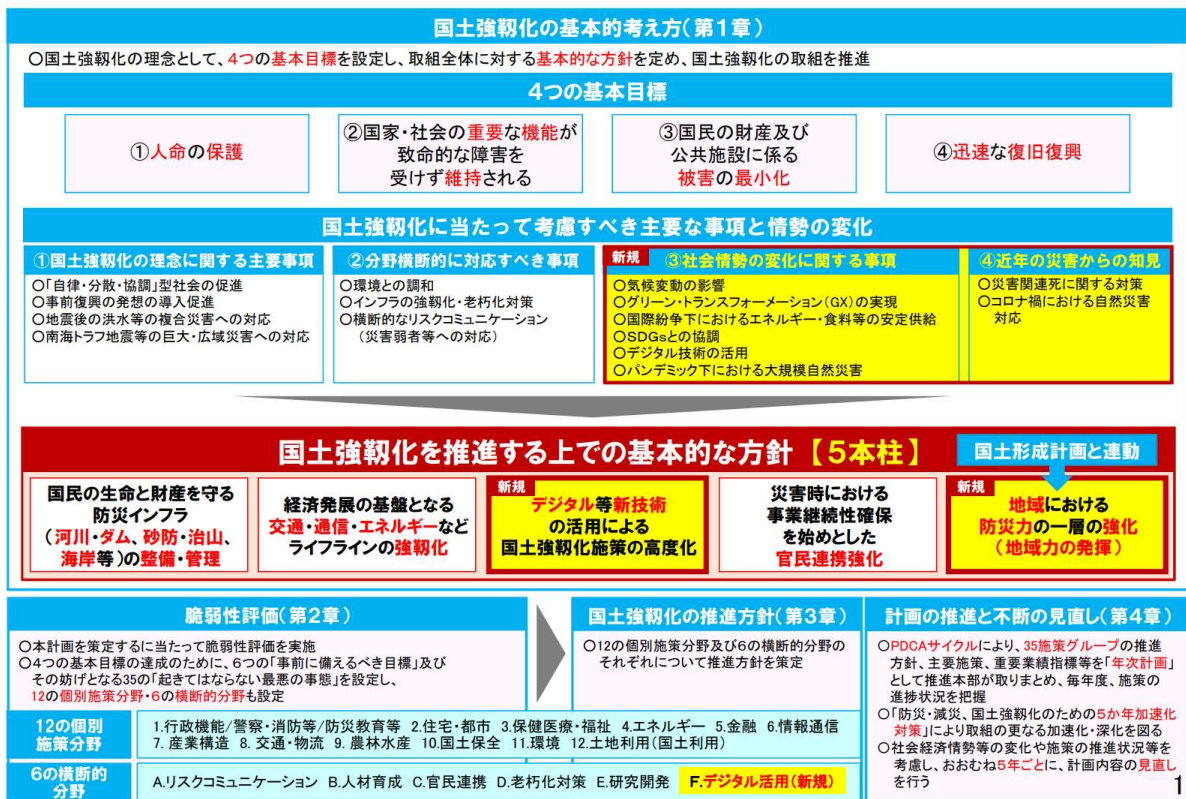 国土強靱化の基本的考え方(第1章)
〇国土強靱化の理念として、4つの基本目標を設定し、取組全体に対する基本的な方針を定め、国土強靱化の取組を推進
4つの基本目標
①人命の保護
②国家・社会の重要な機能が
致命的な障害を
受けず維持される
③国民の財産及び
公共施設に係る
被害の最小化
④迅速な復旧復興
国土強靱化に当たって考慮すべき主要な事項と情勢の変化
①国土強靱化の理念に関する主要事項
〇「自律・分散・協調」型社会の促進
〇事前復興の発想の導入促進
〇地震後の洪水等の複合災害への対応
〇南海トラフ地震等の巨大・広域災害への対応
②分野横断的に対応すべき事項
〇環境との調和
〇インフラの強靱化・老朽化対策
〇横断的なリスクコミュニケーション
(災害弱者等への対応)
新規
③社会情勢の変化に関する事項
〇気候変動の影響
〇グリーン・トランスフォーメーション(GX)の実現
〇国際紛争下におけるエネルギー・食料等の安定供給
〇SDGsとの協調
〇デジタル技術の活用
〇パンデミック下における大規模自然災害
④近年の災害からの知見
〇災害関連死に関する対策
〇コロナ禍における自然災害
対応
国土強靱化を推進する上での基本的な方針【5本柱】
国土形成計画と連動
国民の生命と財産を守る
防災インフラ
(河川・ダム、砂防・治山、
海岸等)の整備・管理
経済発展の基盤となる
交通・通信・エネルギーなど
ライフラインの強靱化
新規
デジタル等新技術
の活用による
国土強靱化施策の高度化
災害時における
事業継続性確保
を始めとした
官民連携強化
新規
地域における
防災力の一層の強化
(地域力の発揮)
脆弱性評価(第2章)
〇本計画を策定するに当たって脆弱性評価を実施
〇4つの基本目標の達成のために、6つの「事前に備えるべき目標」及び
その妨げとなる35の「起きてはならない最悪の事態」を設定し、
12の個別施策分野・6の横断的分野も設定
国土強靱化の推進方針(第3章)
〇12の個別施策分野及び6の横断的分野の
それぞれについて推進方針を策定
計画の推進と不断の見直し(第4章)
〇PDCAサイクルにより、35施策グループの推進
方針、主要施策、重要業績指標等を「年次計画」
として推進本部が取りまとめ、毎年度、施策の
進捗状況を把握
〇「防災・減災、国土強靱化のための5か年加速化
対策」により取組の更なる加速化・深化を図る
〇社会経済情勢等の変化や施策の推進状況等を
考慮し、おおむね5年ごとに、計画内容の見直し
を行う
12の個別
施策分野
1.行政機能/警察・消防等/防災教育等 2.住宅・都市 3.保健医療・福祉 4.エネルギー 5.金融 6.情報通信
7. 産業構造 8. 交通・物流 9. 農林水産 10.国土保全 11.環境 12.土地利用(国土利用)
6の横断的
分野
A.リスクコミュニケーション B.人材育成 C.官民連携 D.老朽化対策 E.研究開発 F.デジタル活用(新規)
1